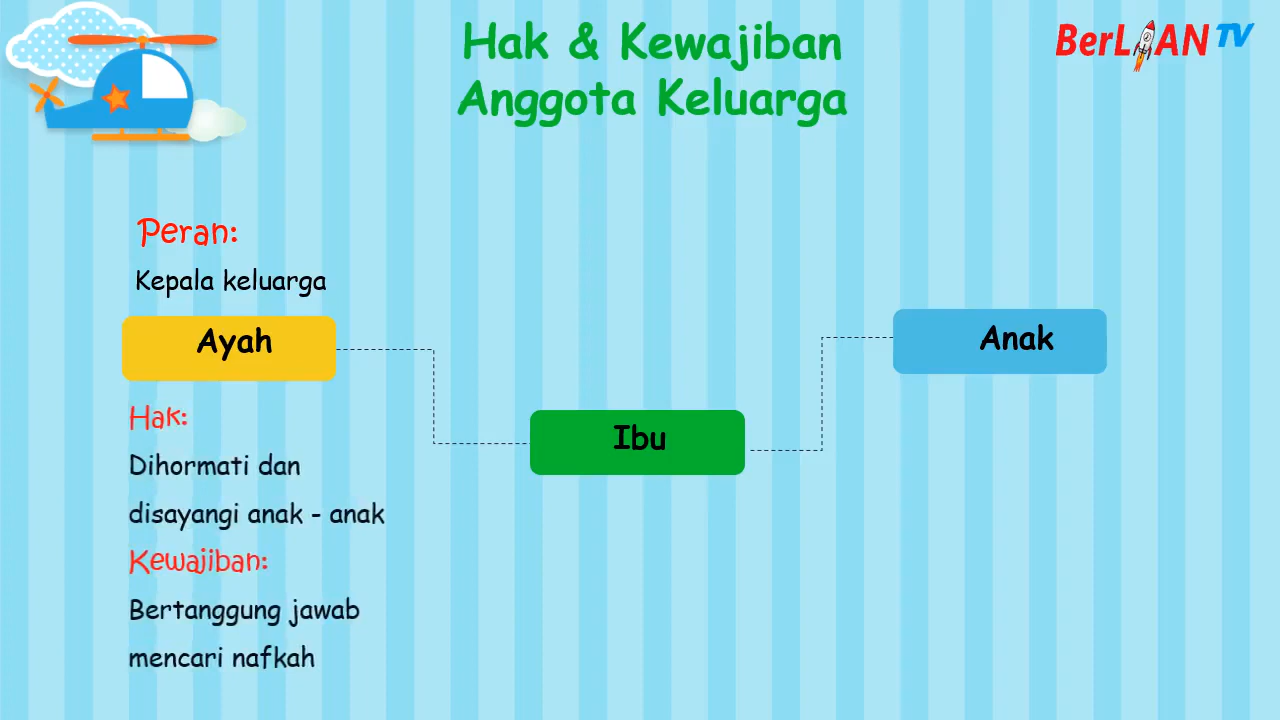 Hak & Kewajiban
Anggota Keluarga
BerLIAN TV
Peran:
Kepala keluarga
Ayah
Hak:
Dihormati dan
disayangi anak - anak
Kewajiban:
Bertanggung jawab
mencari nafkah
Ibu
Anak